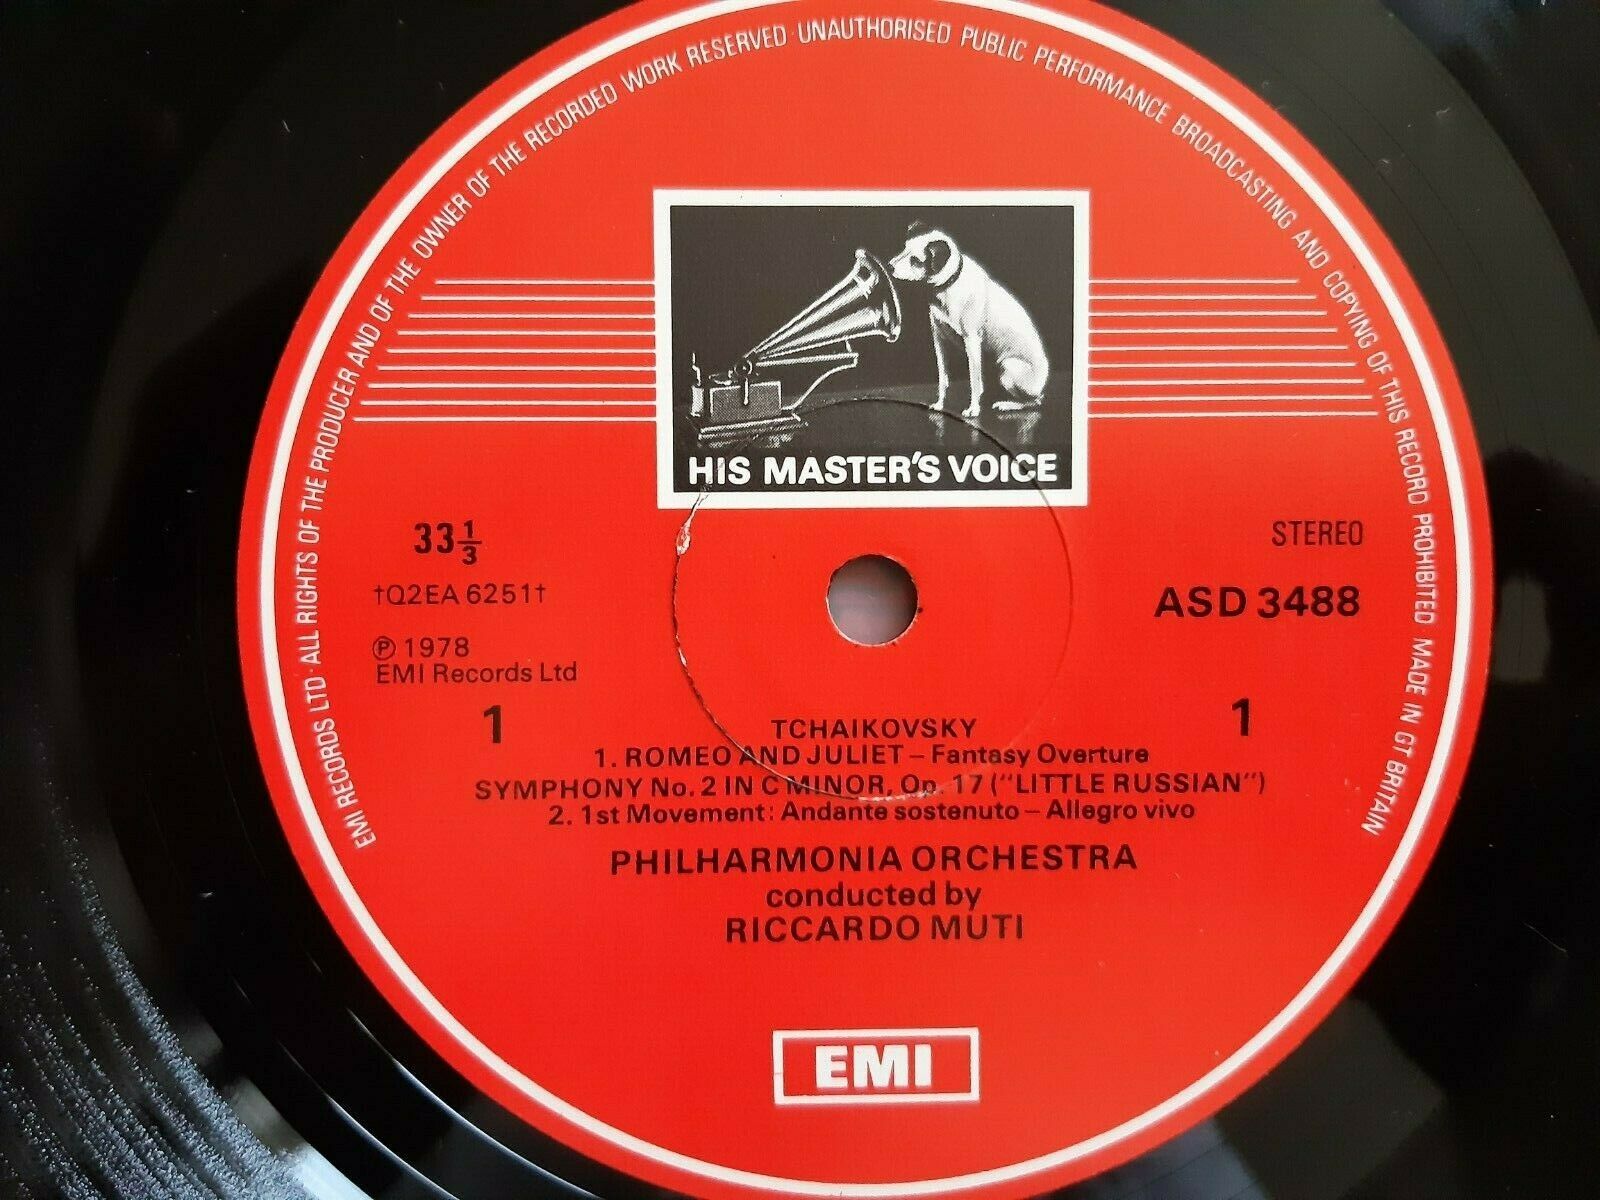 EMI RECORDS LTD · ALL RIGHTS OF THE PRODUCER AND OF THE OWNER OF THE RECORDED WORK RESERVED · UNAUTHORISED PUBLIC PERFORMANCE BROADCASTING AND COPYING OF THIS RECORD PROHIBITED MADE IN GT BRITAIN
HIS MASTER'S VOICE
33 1/3
STEREO
†Q2EA 6251†
ASD 3488
℗ 1978
EMI Records Ltd
1
1
TCHAIKOVSKY
1. ROMEO AND JULIET – Fantasy Overture
SYMPHONY No. 2 IN C MINOR, Op. 17 ("LITTLE RUSSIAN")
2. 1st Movement: Andante sostenuto – Allegro vivo
PHILHARMONIA ORCHESTRA
conducted by
RICCARDO MUTI
EMI